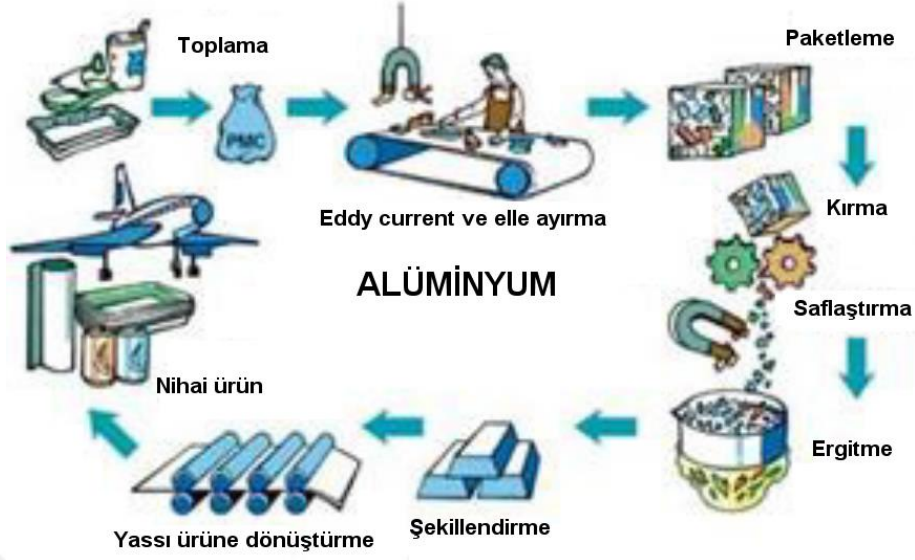 Toplama
Paketleme
PMC
Eddy current ve elle ayırma
Kırma
ALÜMİNYUM
Saflaştırma
Nihai ürün
Ergitme
Şekillendirme
Yassı ürüne dönüştürme